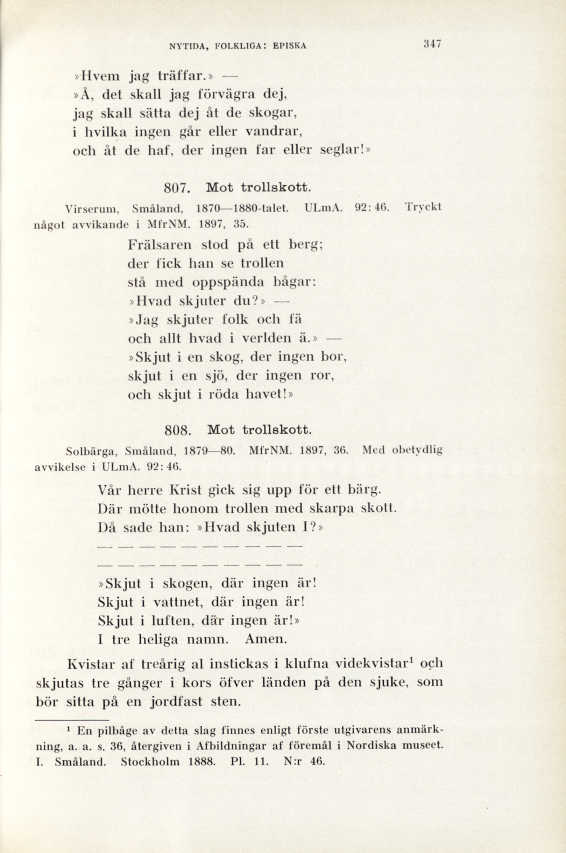 NYTIDA, FOLKLIGA: EPISKA 347
»Hvem jag träffar.» —
»Å, det skall jag förvägra dej,
jag skall sätta dej åt de skogar,
i hvilka ingen går eller vandrar,
och åt de haf, der ingen far eller seglar!»
807. Mot trollskott.
Virserum, Småland, 1870—1880-talet. ULmA. 92: 46. Tryckt
något avvikande i MfrNM. 1897, 35.
Frälsaren stod på ett berg;
der fick han se trollen
stå med oppspända bågar:
»Hvad skjuter du?» —
»Jag skjuter folk och fä
och allt hvad i verlden ä.» —
»Skjut i en skog, der ingen bor,
skjut i en sjö, der ingen ror,
och skjut i röda havet!»
808. Mot trollskott.
Solbärga, Småland, 1879—80. MfrNM. 1897, 36. Med obetydlig
avvikelse i ULmA. 92: 46.
Vår herre Krist gick sig upp för ett bärg.
Där mötte honom trollen med skarpa skott.
Då sade han: »Hvad skjuten I?»
— — — — — — — — — —
— — — — — — — — — —
»Skjut i skogen, där ingen är!
Skjut i vattnet, där ingen är!
Skjut i luften, där ingen är!»
I tre heliga namn. Amen.
Kvistar af treårig al instickas i klufna videkvistar¹ och
skjutas tre gånger i kors öfver länden på den sjuke, som
bör sitta på en jordfast sten.
¹ En pilbåge av detta slag finnes enligt förste utgivarens anmärk-
ning, a. a. s. 36, återgiven i Afbildningar af föremål i Nordiska museet.
I. Småland. Stockholm 1888. Pl. 11. N:r 46.